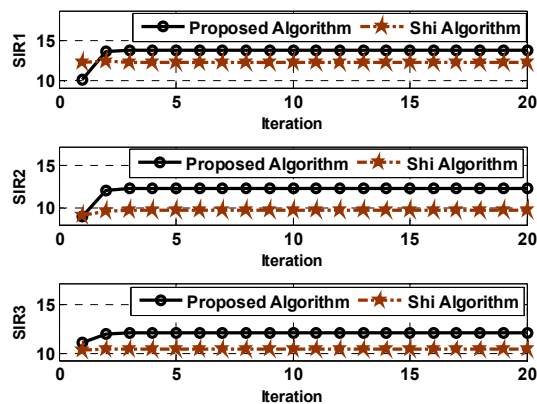 Proposed Algorithm Shi Algorithm
15
10
SIR1
0 5 10 15 20
Iteration
Proposed Algorithm Shi Algorithm
15
10
SIR2
0 5 10 15 20
Iteration
Proposed Algorithm Shi Algorithm
15
10
SIR3
0 5 10 15 20
Iteration